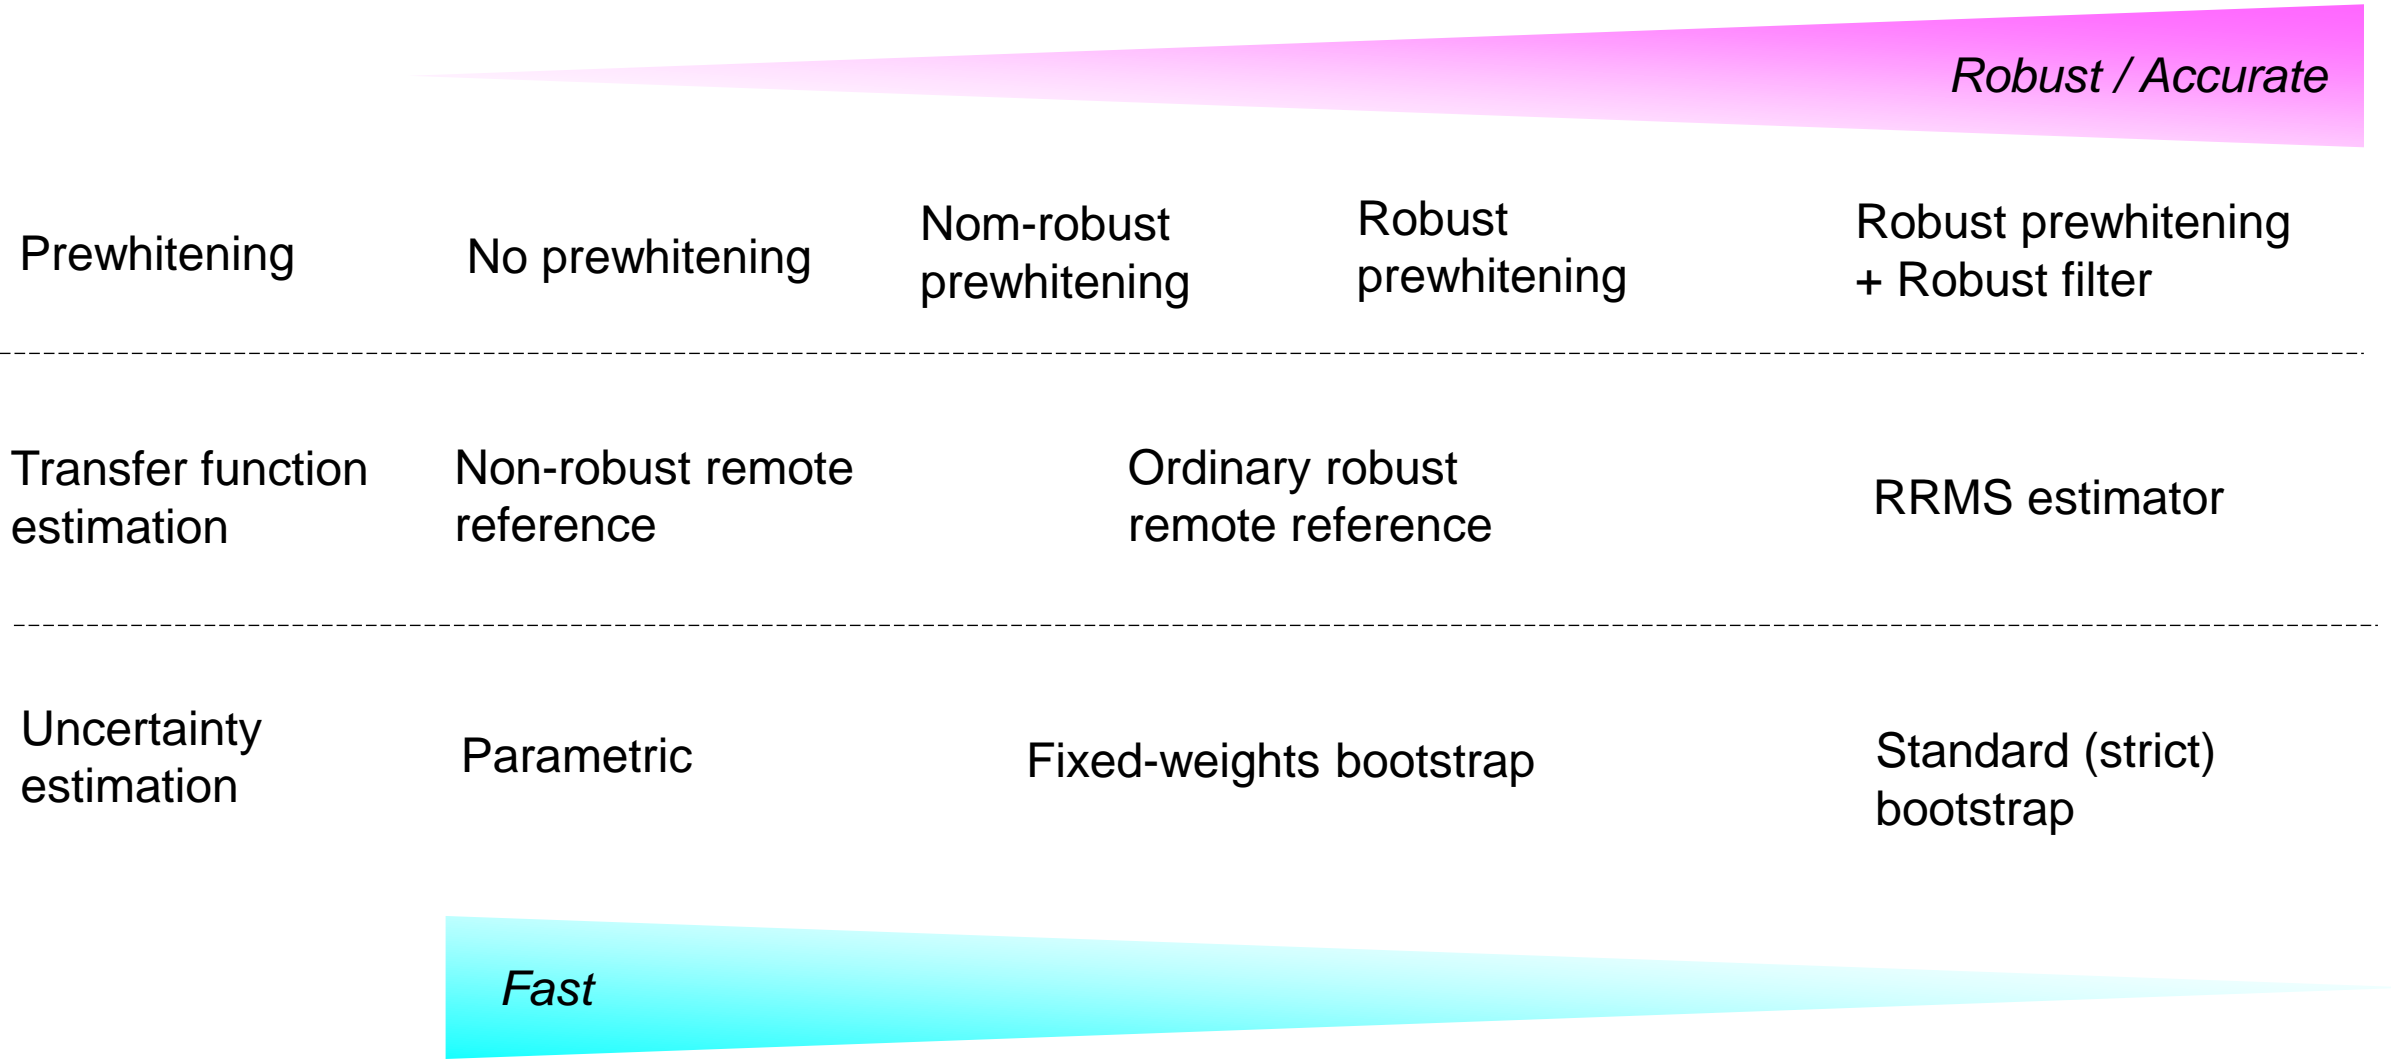 Robust / Accurate
Prewhitening
No prewhitening
Nom-robust
prewhitening
Robust
prewhitening
Robust prewhitening
+ Robust filter
Transfer function
estimation
Non-robust remote
reference
Ordinary robust
remote reference
RRMS estimator
Uncertainty
estimation
Parametric
Fixed-weights bootstrap
Standard (strict)
bootstrap
Fast